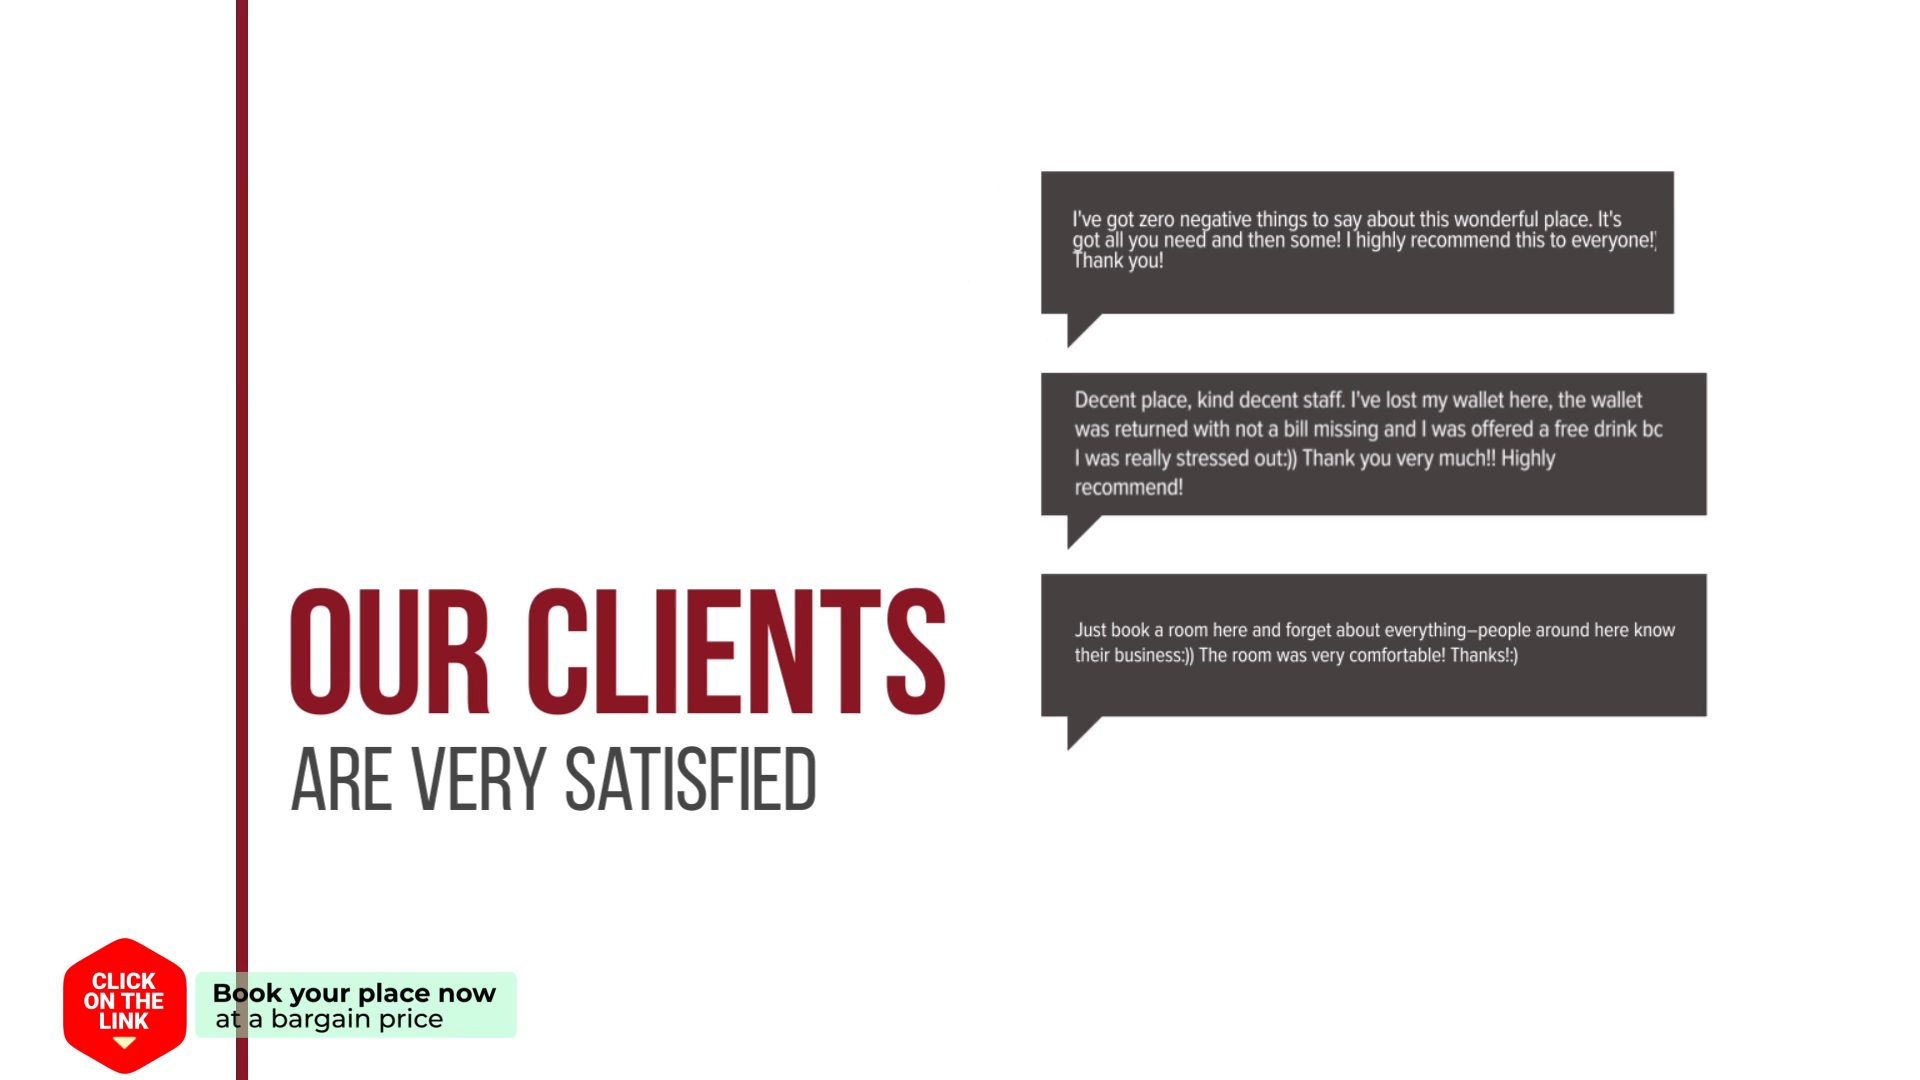 I've got zero negative things to say about this wonderful place. It's
got all you need and then some! I highly recommend this to everyone!
Thank you!
Decent place, kind decent staff. I've lost my wallet here, the wallet
was returned with not a bill missing and I was offered a free drink bc
I was really stressed out:)) Thank you very much!! Highly
recommend!
Just book a room here and forget about everything–people around here know
their business:)) The room was very comfortable! Thanks!:)
OUR CLIENTS
ARE VERY SATISFIED
CLICK
ON THE
LINK
Book your place now
at a bargain price